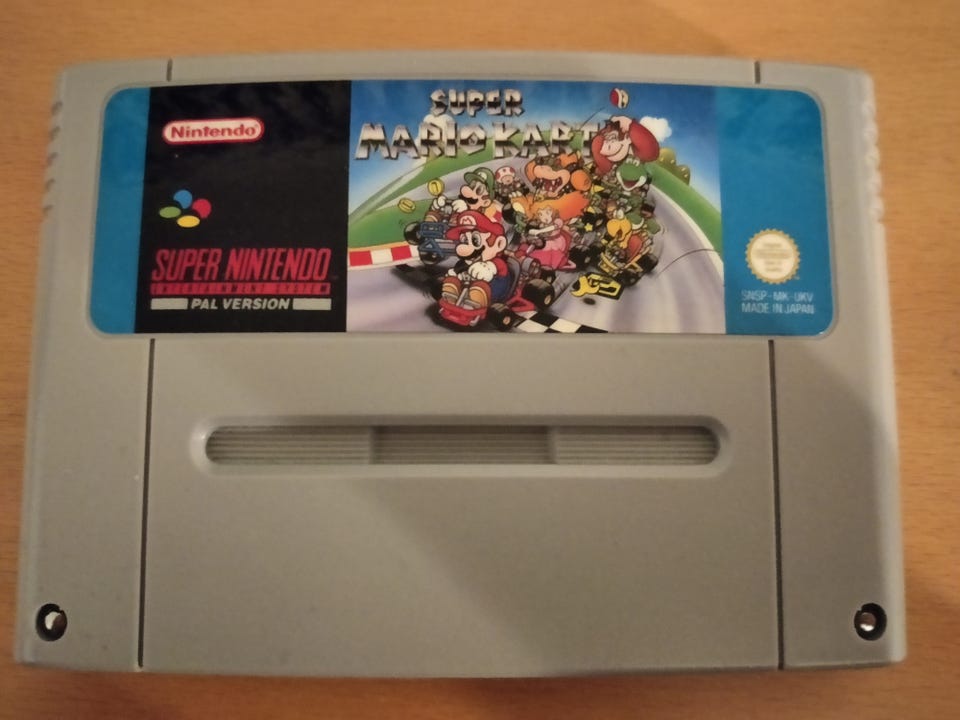 Nintendo
SUPER
MARIO KART
SUPER NINTENDO
ENTERTAINMENT SYSTEM
PAL VERSION
SNSP-MK-UKV
MADE IN JAPAN